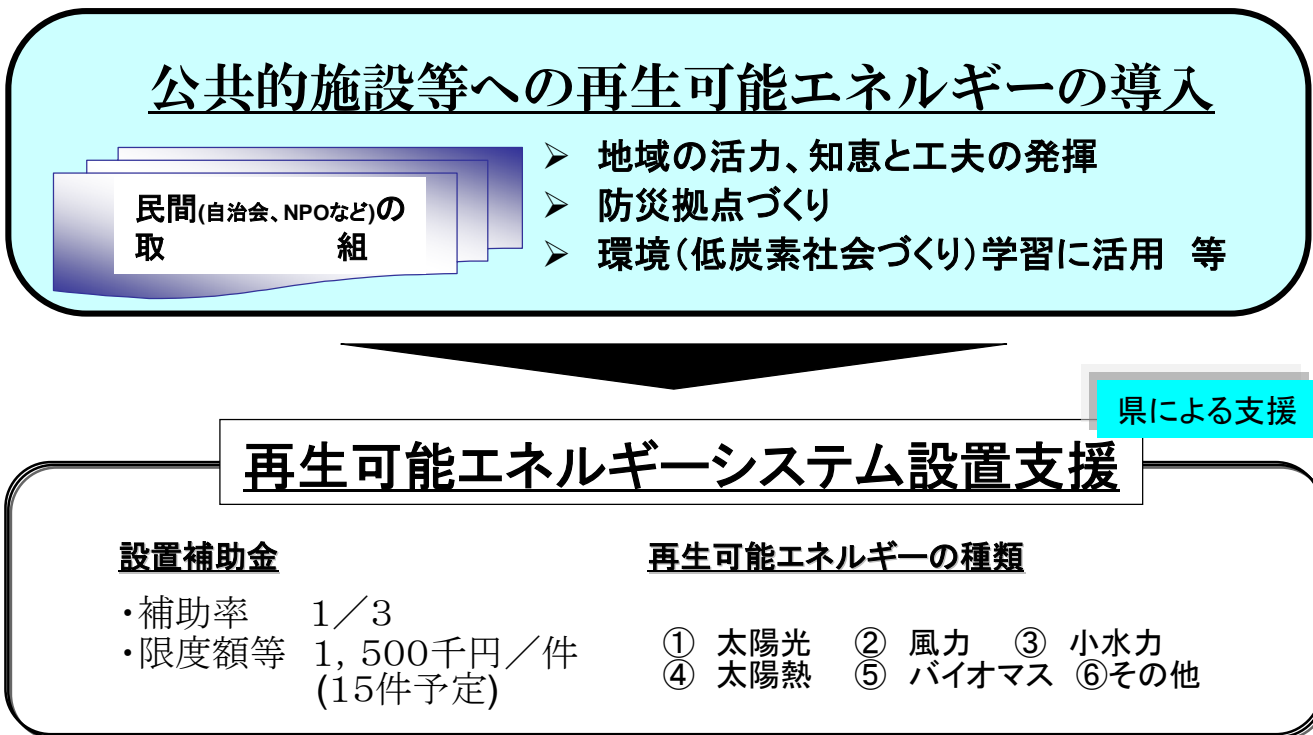 公共的施設等への再生可能エネルギーの導入
民間(自治会、NPOなど)の
取 組
➢ 地域の活力、知恵と工夫の発揮
➢ 防災拠点づくり
➢ 環境(低炭素社会づくり)学習に活用 等
県による支援
再生可能エネルギーシステム設置支援
設置補助金
・補助率 1/3
・限度額等 1,500千円/件
(15件予定)
再生可能エネルギーの種類
① 太陽光 ② 風力 ③ 小水力
④ 太陽熱 ⑤ バイオマス ⑥その他